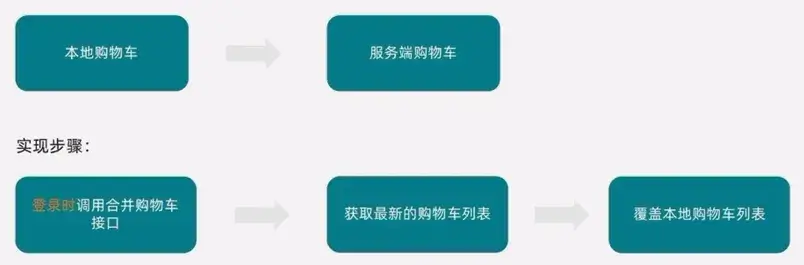 本地购物车
服务端购物车
实现步骤：
登录时调用合并购物车
接口
获取最新的购物车列表
覆盖本地购物车列表